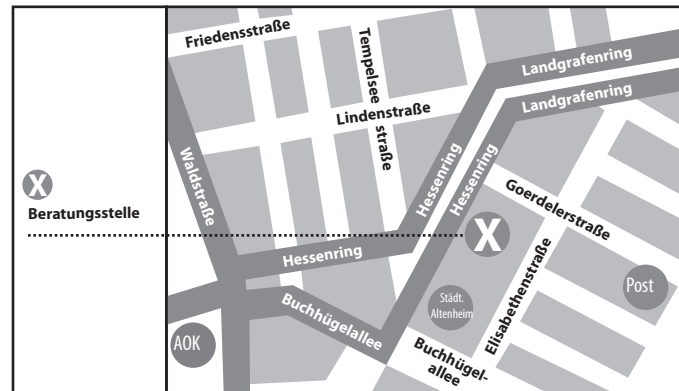 X
Beratungsstelle
Friedensstraße
Tempelsee
straße
Lindenstraße
Waldstraße
Landgrafenring
Landgrafenring
Hessenring
Hessenring
Hessenring
Goerdelerstraße
X
Elisabethenstraße
Post
Städt.
Altenheim
Buchhügelallee
AOK
Buchhügel-
allee